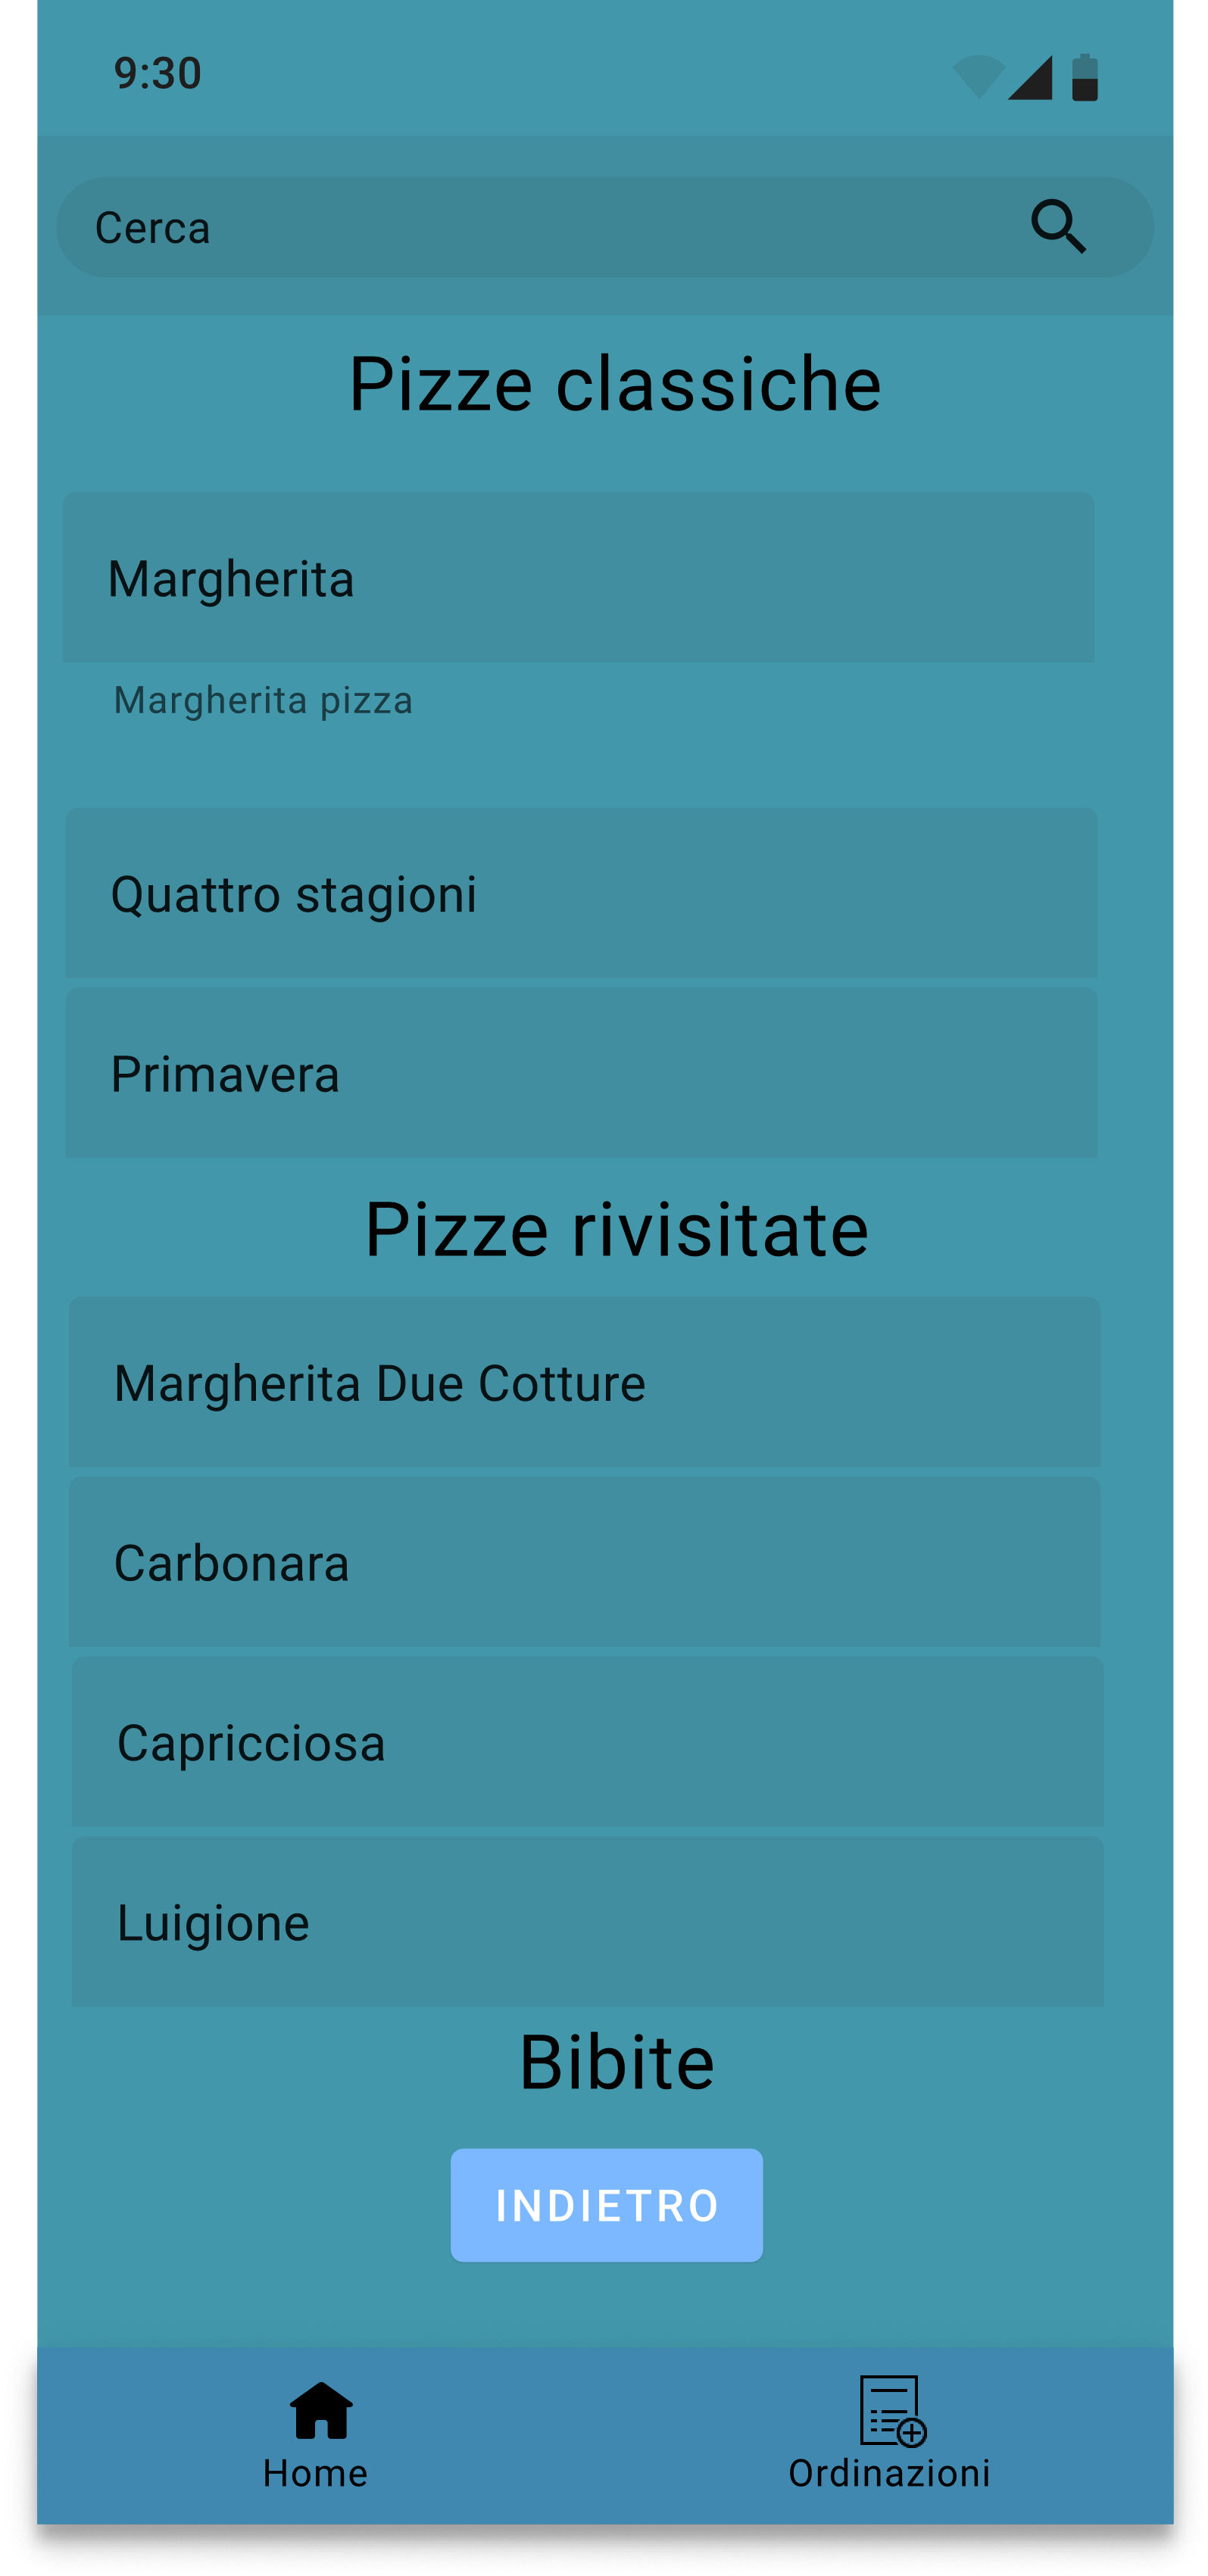 9:30
Cerca
Pizze classiche
Margherita
Margherita pizza
Quattro stagioni
Primavera
Pizze rivisitate
Margherita Due Cotture
Carbonara
Capricciosa
Luigione
Bibite
INDIETRO
Home
Ordinazioni